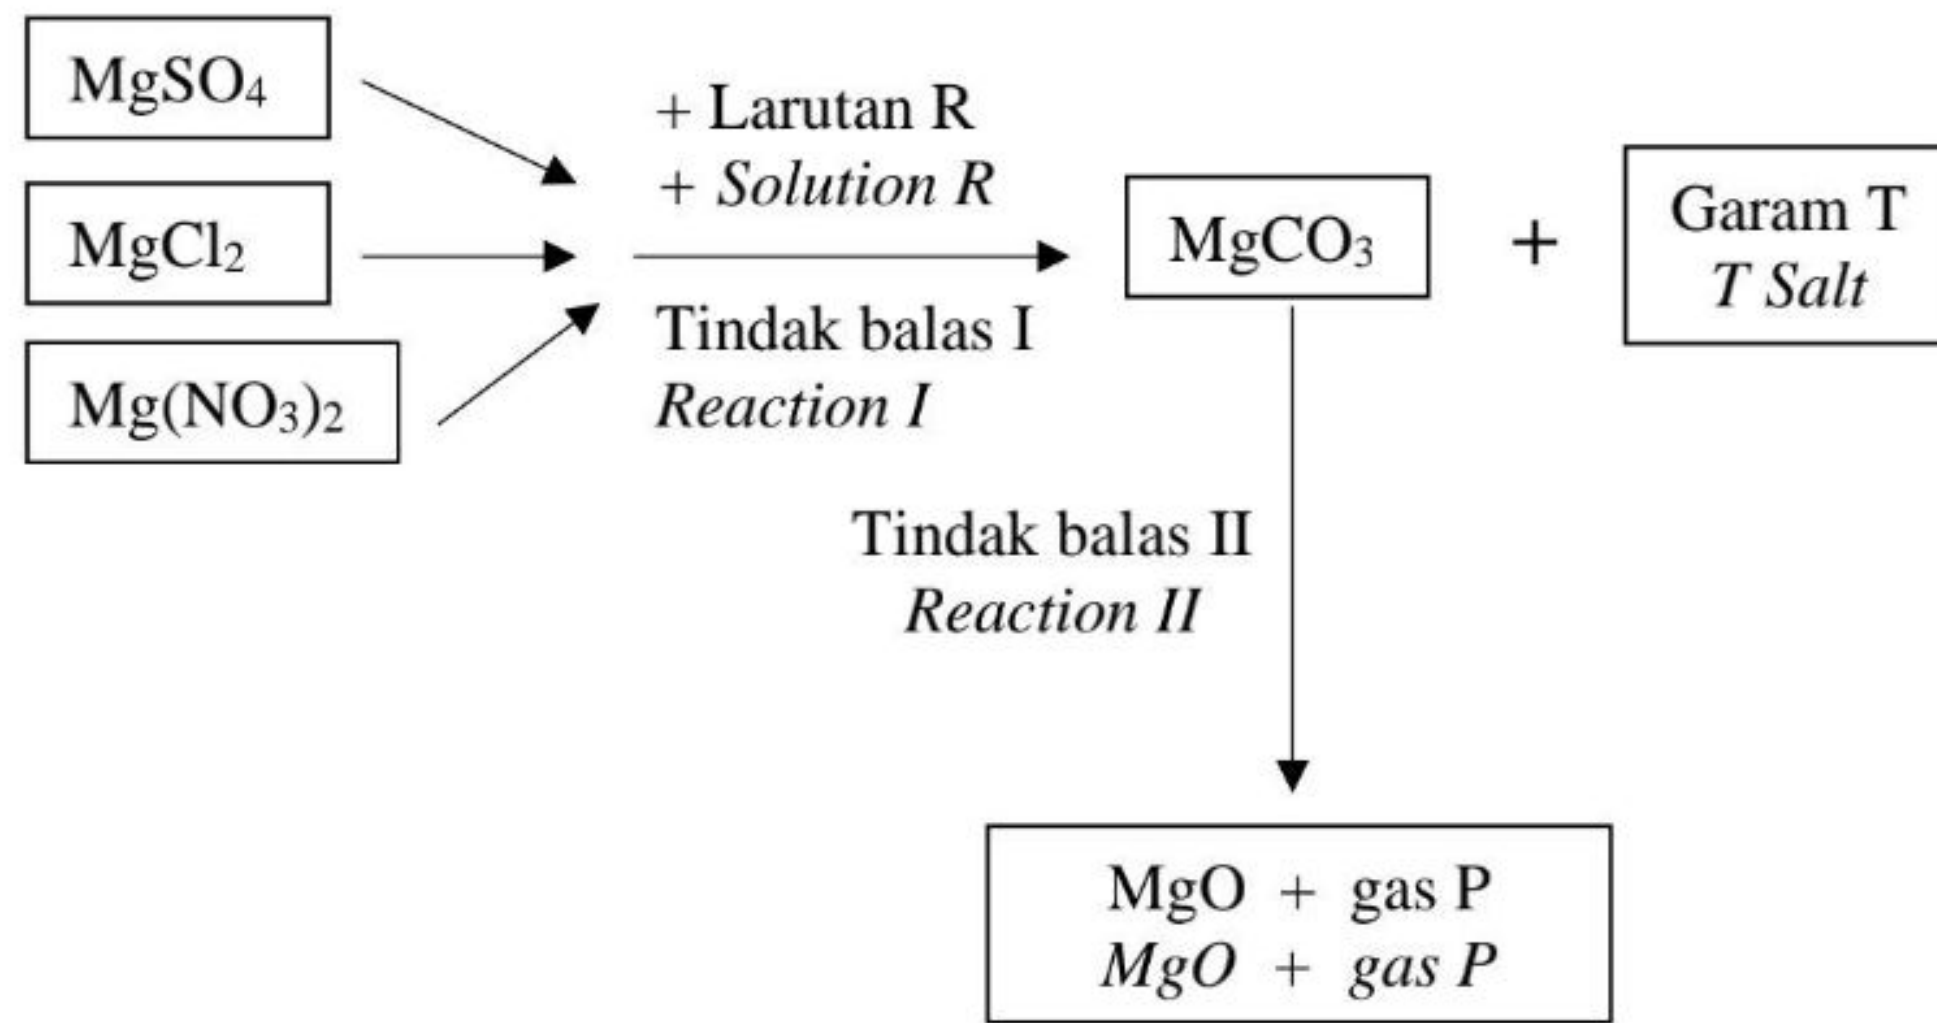 MgSO₄
+ Larutan R
+ Solution R
MgCl₂
MgCO₃
+
Garam T
T Salt
Tindak balas I
Reaction I
Mg(NO₃)₂
Tindak balas II
Reaction II
MgO + gas P
MgO + gas P